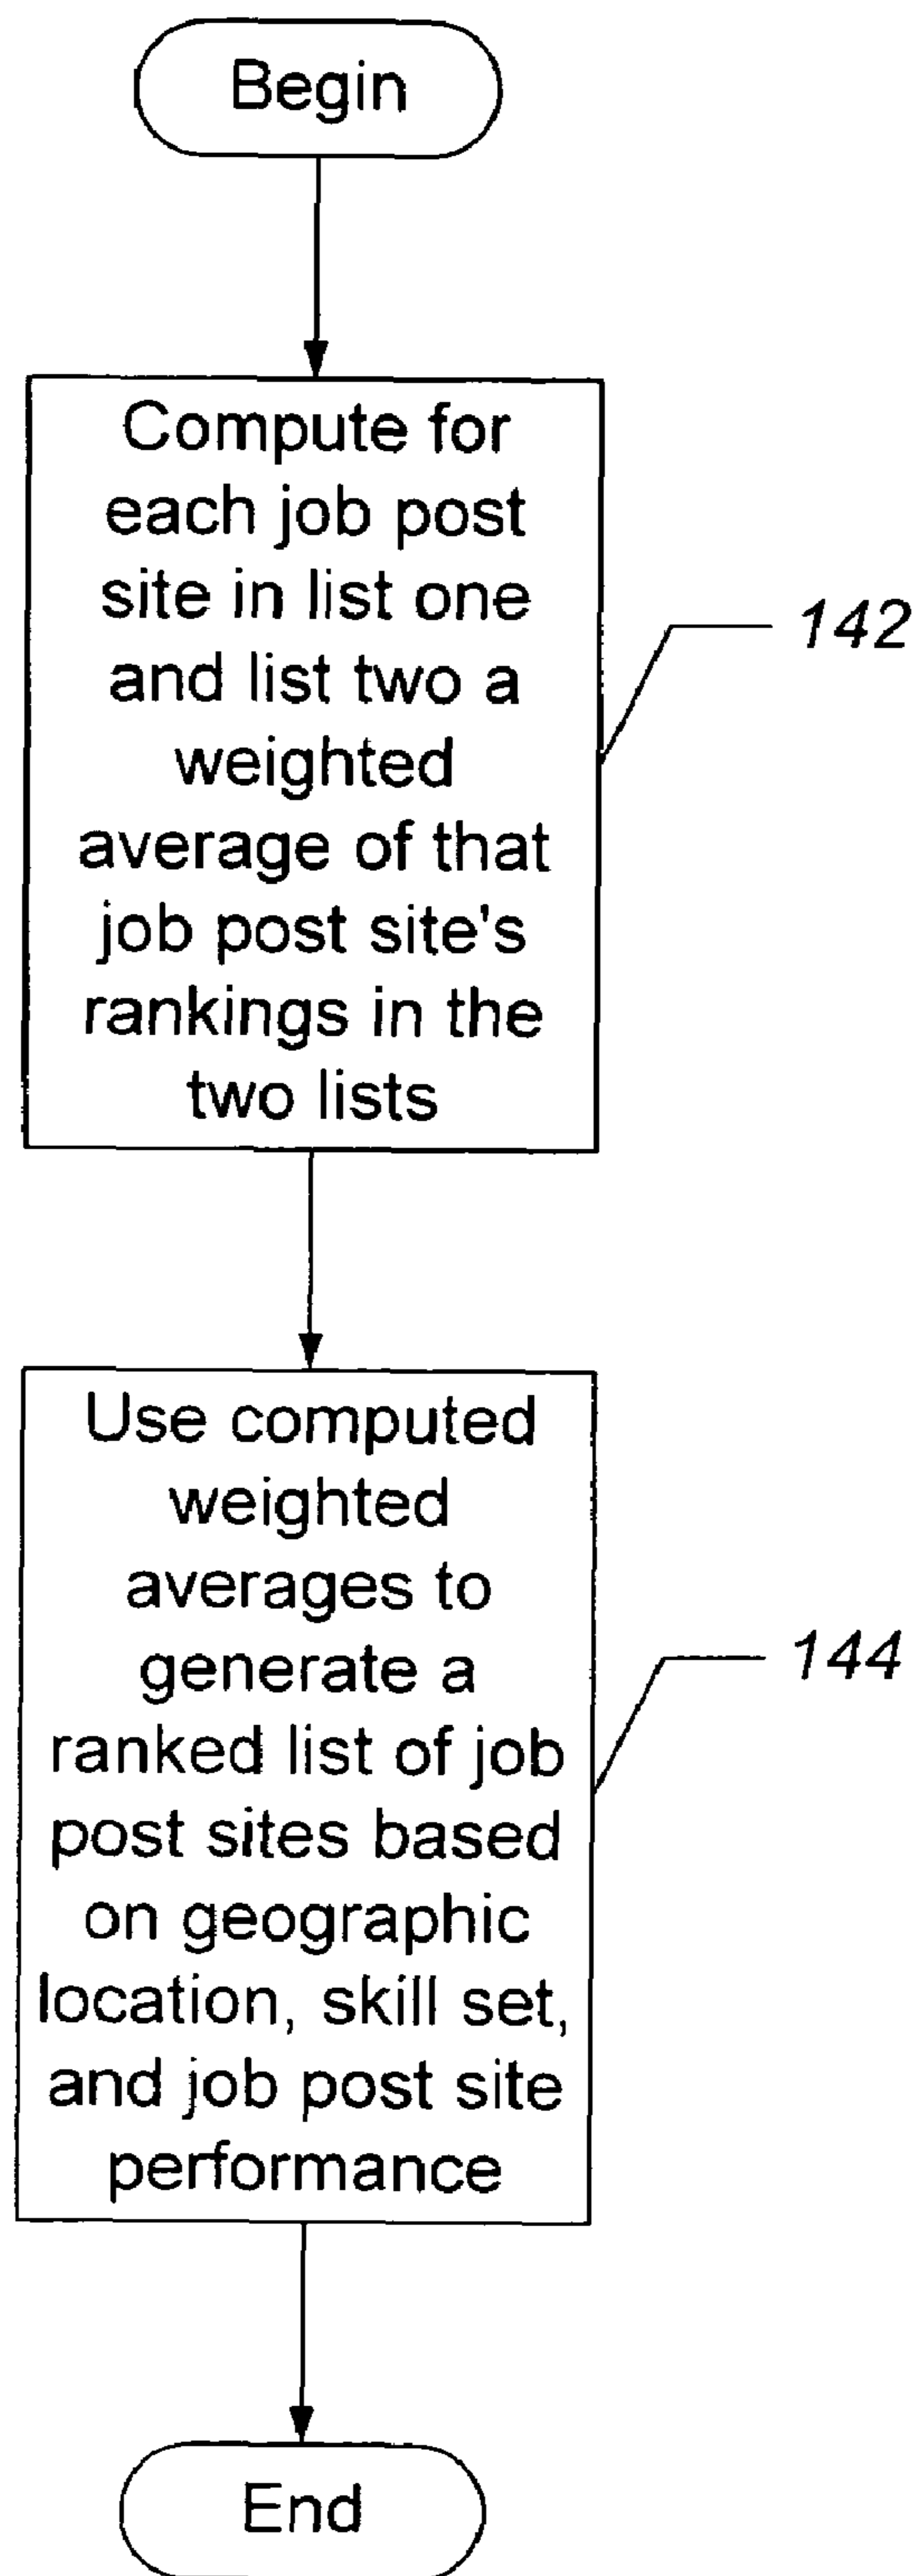 Begin
Compute for
each job post
site in list one
and list two a
weighted
average of that
job post site's
rankings in the
two lists
142
Use computed
weighted
averages to
generate a
ranked list of job
post sites based
on geographic
location, skill set,
and job post site
performance
144
End